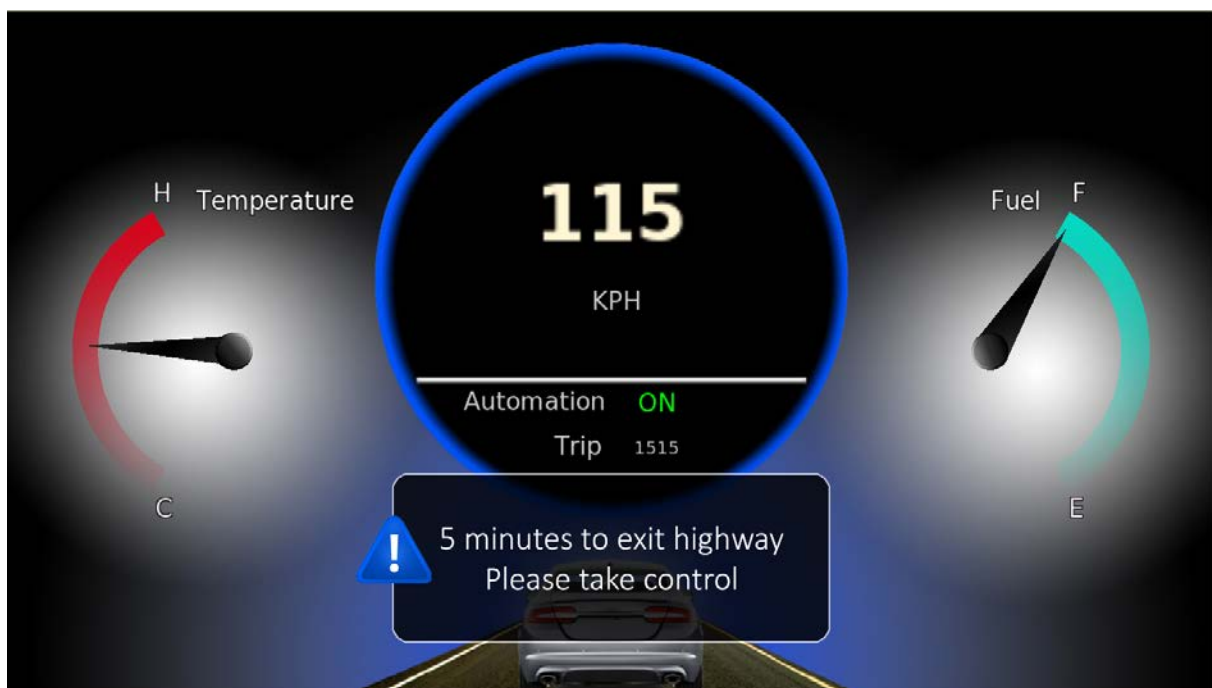 H Temperature
C
115
KPH
Automation ON
Trip 1515
Fuel F
E
!
5 minutes to exit highway
Please take control